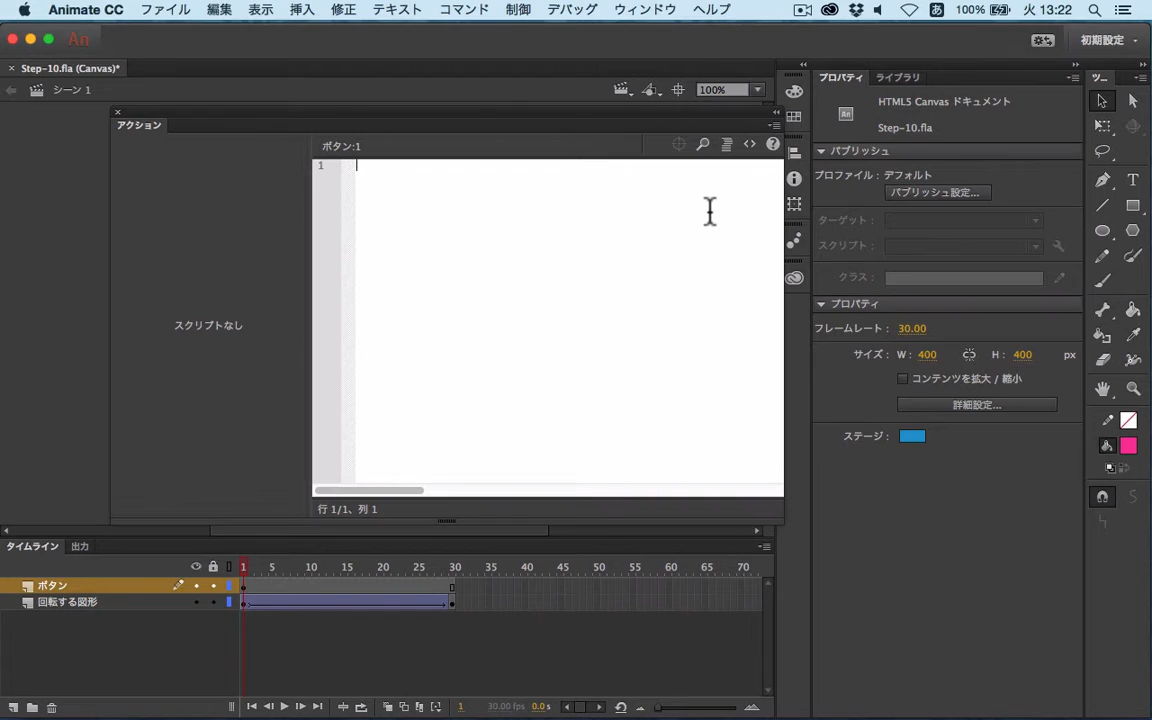 Animate CC ファイル 編集 表示 挿入 修正 テキスト コマンド 制御 デバッグ ウィンドウ ヘルプ あ 100% 火 13:22
An 初期設定
Step-10.fla (Canvas)*
シーン 1 100%
アクション
ボタン:1
1
スクリプトなし
行 1/1、列 1
プロパティ ライブラリ ツ...
An HTML5 Canvas ドキュメント
Step-10.fla
パブリッシュ
プロファイル : デフォルト
パブリッシュ設定...
ターゲット :
スクリプト :
クラス :
プロパティ
フレームレート : 30.00
サイズ : W : 400 H : 400 px
コンテンツを拡大 / 縮小
詳細設定...
ステージ :
タイムライン 出力
1 5 10 15 20 25 30 35 40 45 50 55 60 65 70
ボタン
回転する図形
1 30.00 fps 0.0 s